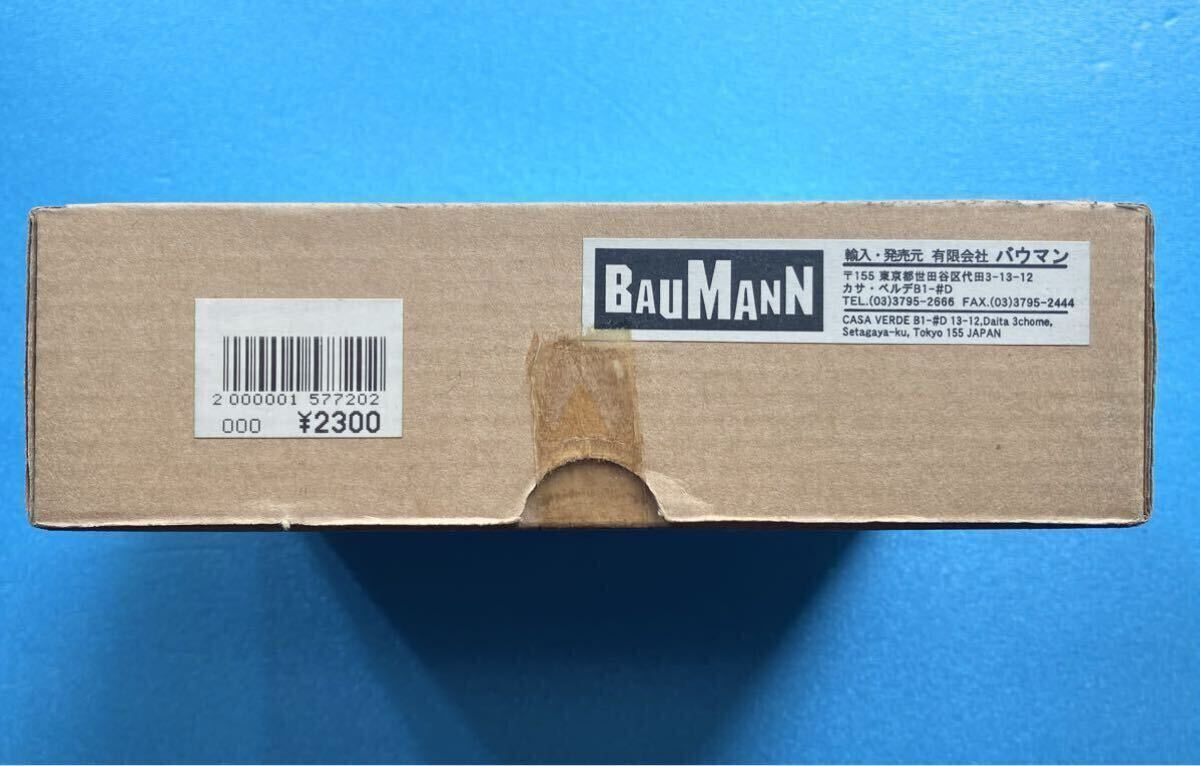 BAUMANN
輸入・発売元 有限会社 バウマン
〒155 東京都世田谷区代田3-13-12
カサ・ベルデB1-#D
TEL.(03)3795-2666 FAX.(03)3795-2444
CASA VERDE B1-#D 13-12,Daita 3chome,
Setagaya-ku, Tokyo 155 JAPAN
2 000001 577202
000 ¥2300